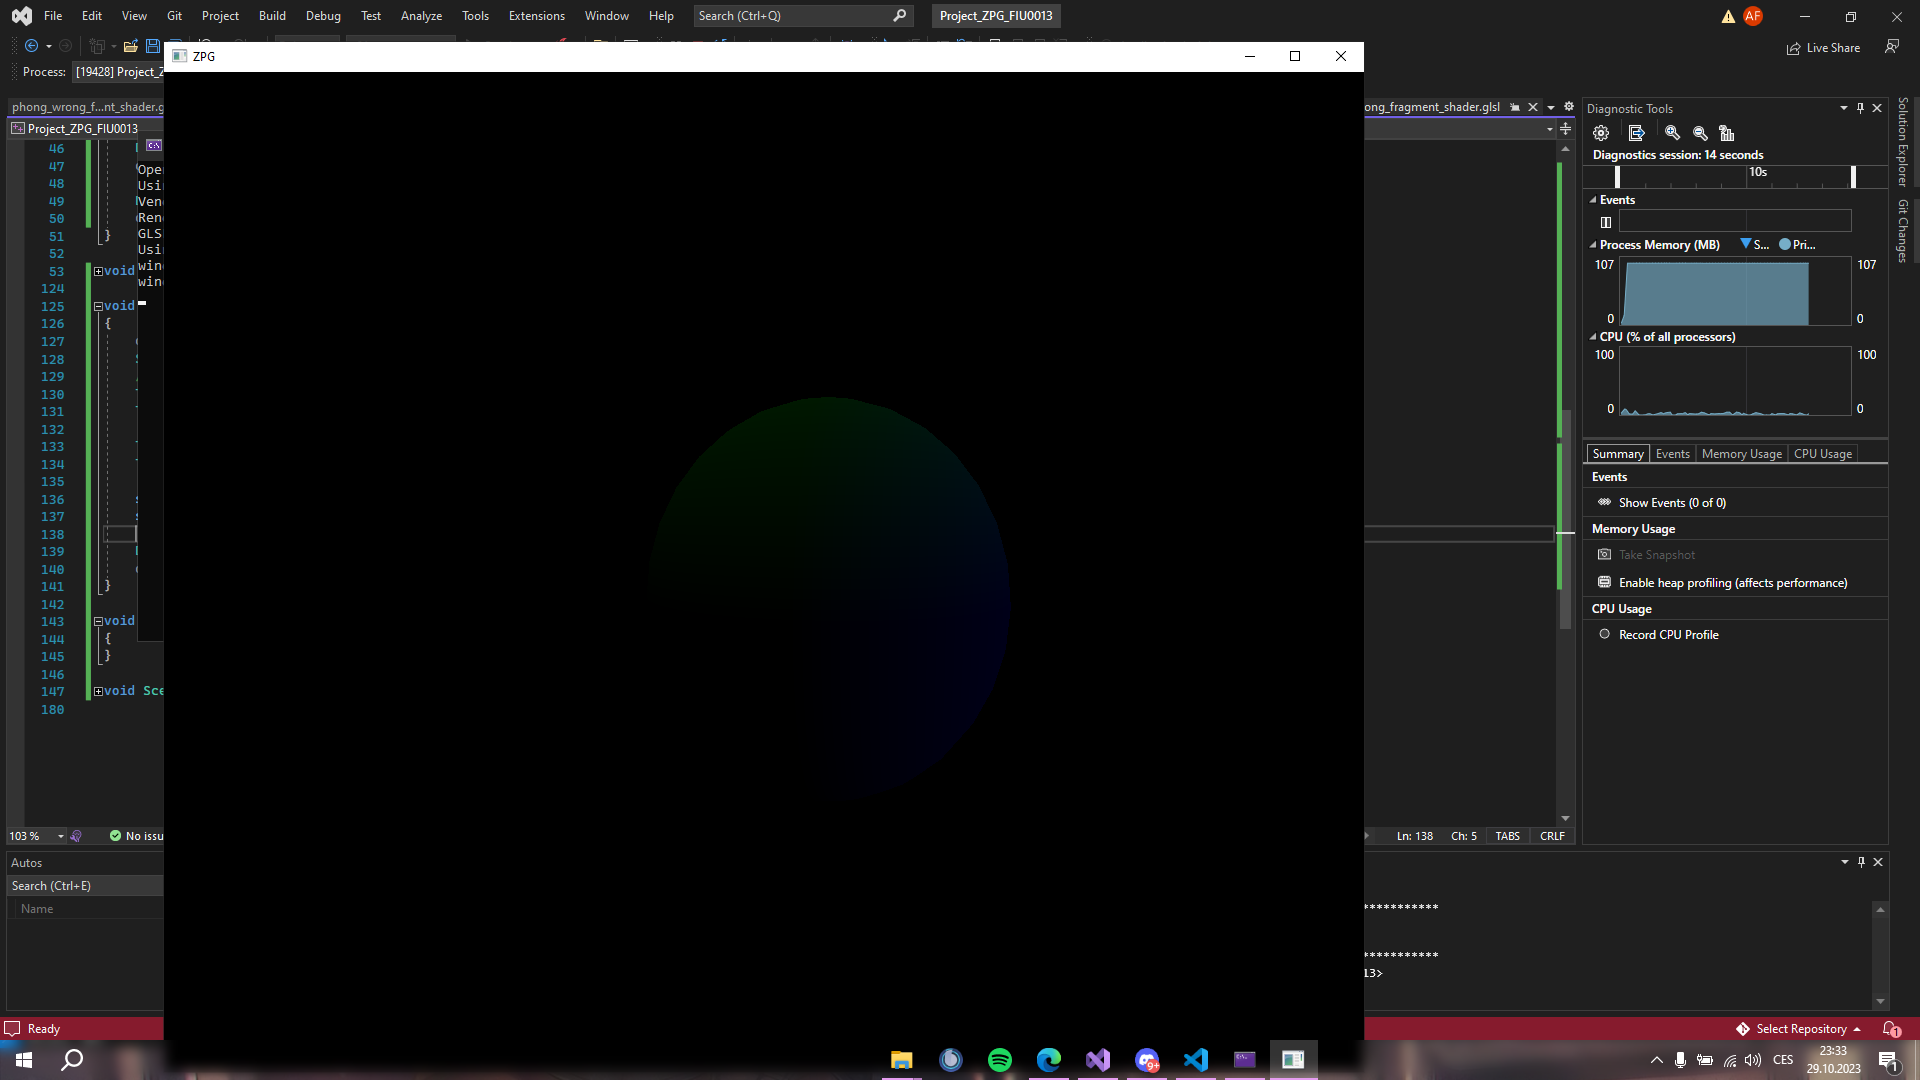 File Edit View Git Project Build Debug Test Analyze Tools Extensions Window Help Search (Ctrl+Q) Project_ZPG_FIU0013 AF
Live Share
Process: [19428] Project_Z
ZPG
phong_wrong_f...nt_shader.g
ong_fragment_shader.glsl
Project_ZPG_FIU0013
46
47
48
49
50
51 }
52
53 void
124
125 void
126 {
127
128
129
130
131
132
133
134
135
136
137
138
139
140
141 }
142
143 void
144 {
145 }
146
147 void Sce
180
Ope
Usi
Ven
Ren
GLS
Usi
win
win
103 % No issu
Ln: 138 Ch: 5 TABS CRLF
Diagnostic Tools
Diagnostics session: 14 seconds
10s
Events
Process Memory (MB) S... Pri...
107 107
0 0
CPU (% of all processors)
100 100
0 0
Summary Events Memory Usage CPU Usage
Events
Show Events (0 of 0)
Memory Usage
Take Snapshot
Enable heap profiling (affects performance)
CPU Usage
Record CPU Profile
Solution Explorer
Git Changes
Autos
Search (Ctrl+E)
Name
***********
***********
13>
Ready
Select Repository 1
9+
CES 23:33
29.10.2023 1